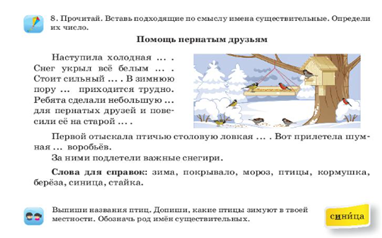 8. Прочитай. Вставь подходящие по смыслу имена существительные. Определи
их число.
Помощь пернатым друзьям
Наступила холодная ... .
Снег укрыл всё белым ... .
Стоит сильный ... . В зимнюю
пору ... приходится трудно.
Ребята сделали небольшую ...
для пернатых друзей и пове-
сили её на старой ... .
Первой отыскала птичью столовую ловкая ... . Вот прилетела шум-
ная ... воробьёв.
За ними подлетели важные снегири.
Слова для справок: зима, покрывало, мороз, птицы, кормушка,
берёза, синица, стайка.
Выпиши названия птиц. Допиши, какие птицы зимуют в твоей
местности. Обозначь род имён существительных.
синица